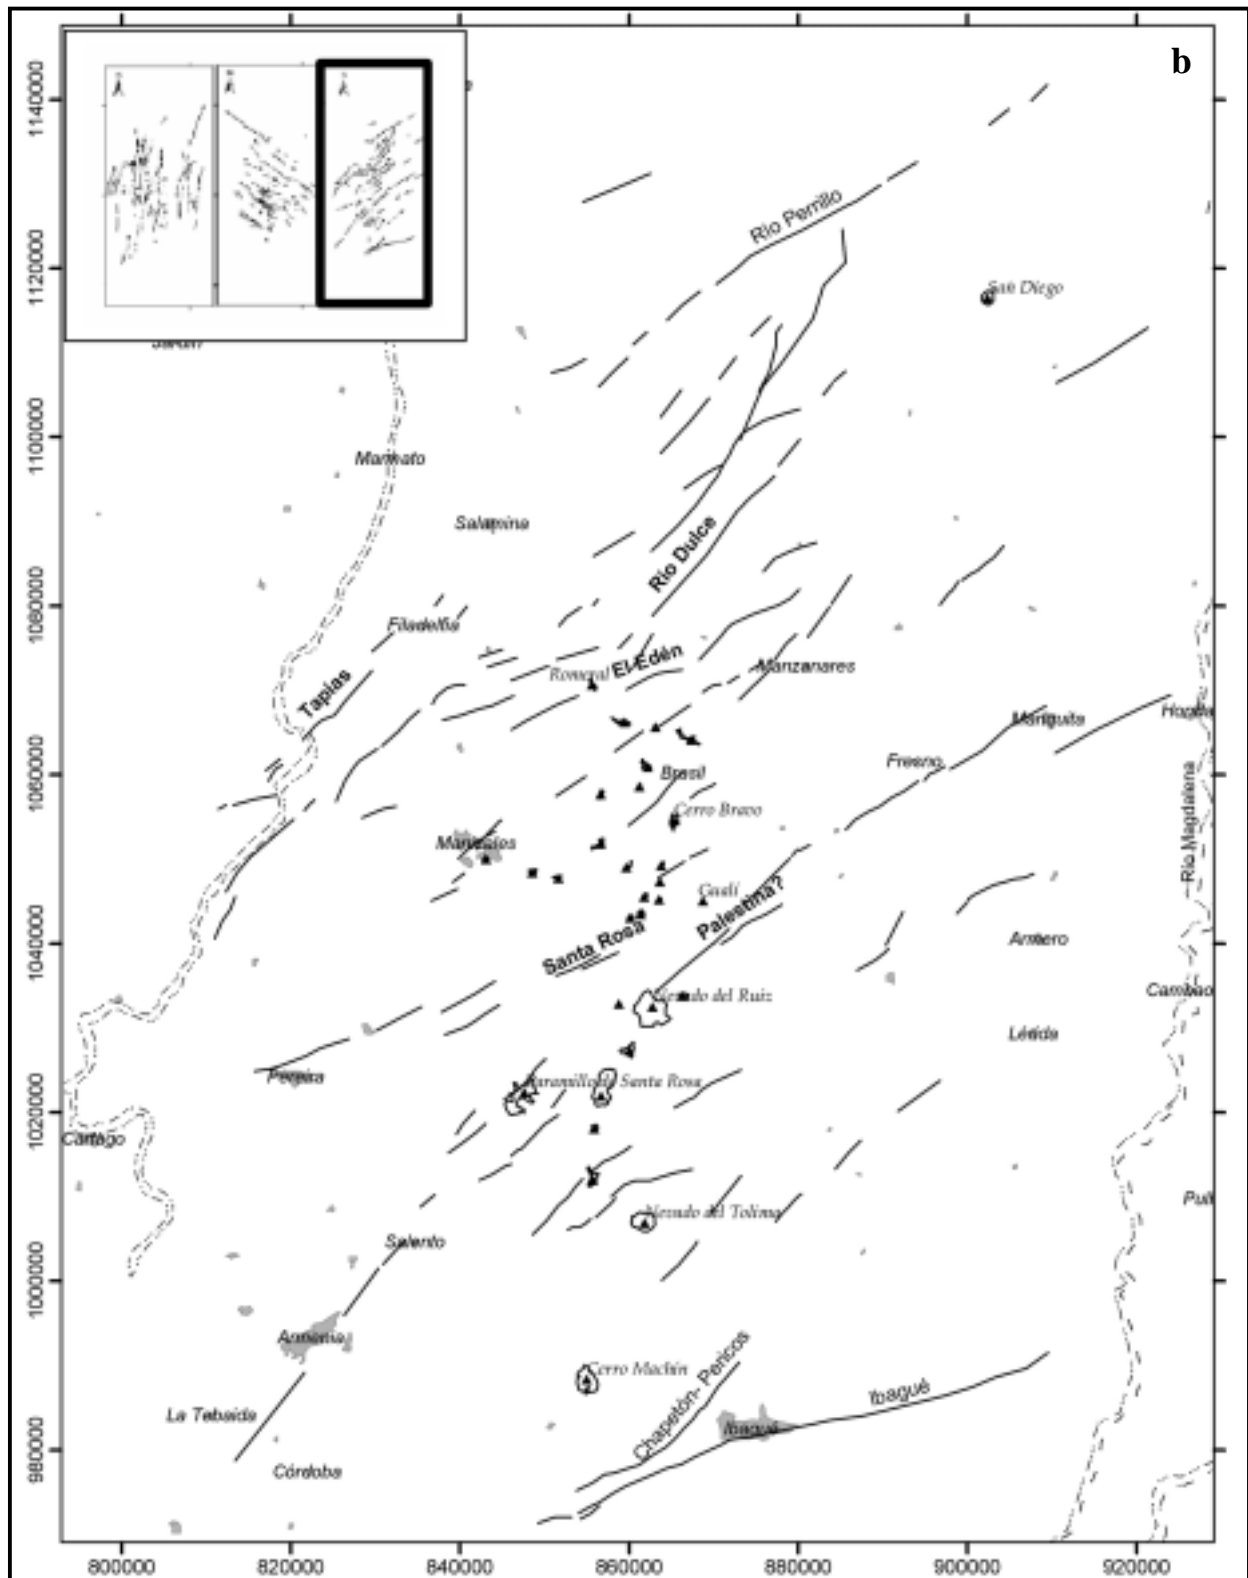 b
1140000
Rio Perrillo
1120000
San Diego
1100000
Marmato
Salamina
Rio Dulce
1080000
Filadelfia
El Edén
Romeral
Manzanares
Tapias
Mariquita
Honda
1060000
Fresno
Brasil
Cerro Bravo
Manizales
Río Magdalena
Gualí
Palestina?
1040000
Santa Rosa
Armero
Cambao
Nevado del Ruiz
Lérida
Pereira
Paramillo de Santa Rosa
1020000
Cartago
Nevado del Tolima
Salento
1000000
Armenia
Cerro Machín
Chapetón- Pericos
Ibagué
La Tebaida
Ibagué
980000
Córdoba
800000 820000 840000 860000 880000 900000 920000